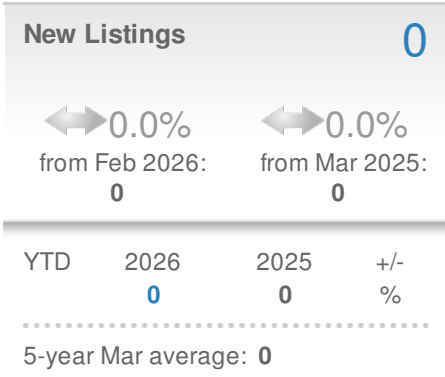 New Listings 0
0.0% 0.0%
from Feb 2026: from Mar 2025:
0 0
YTD 2026 2025 +/-
0 0 %
5-year Mar average: 0